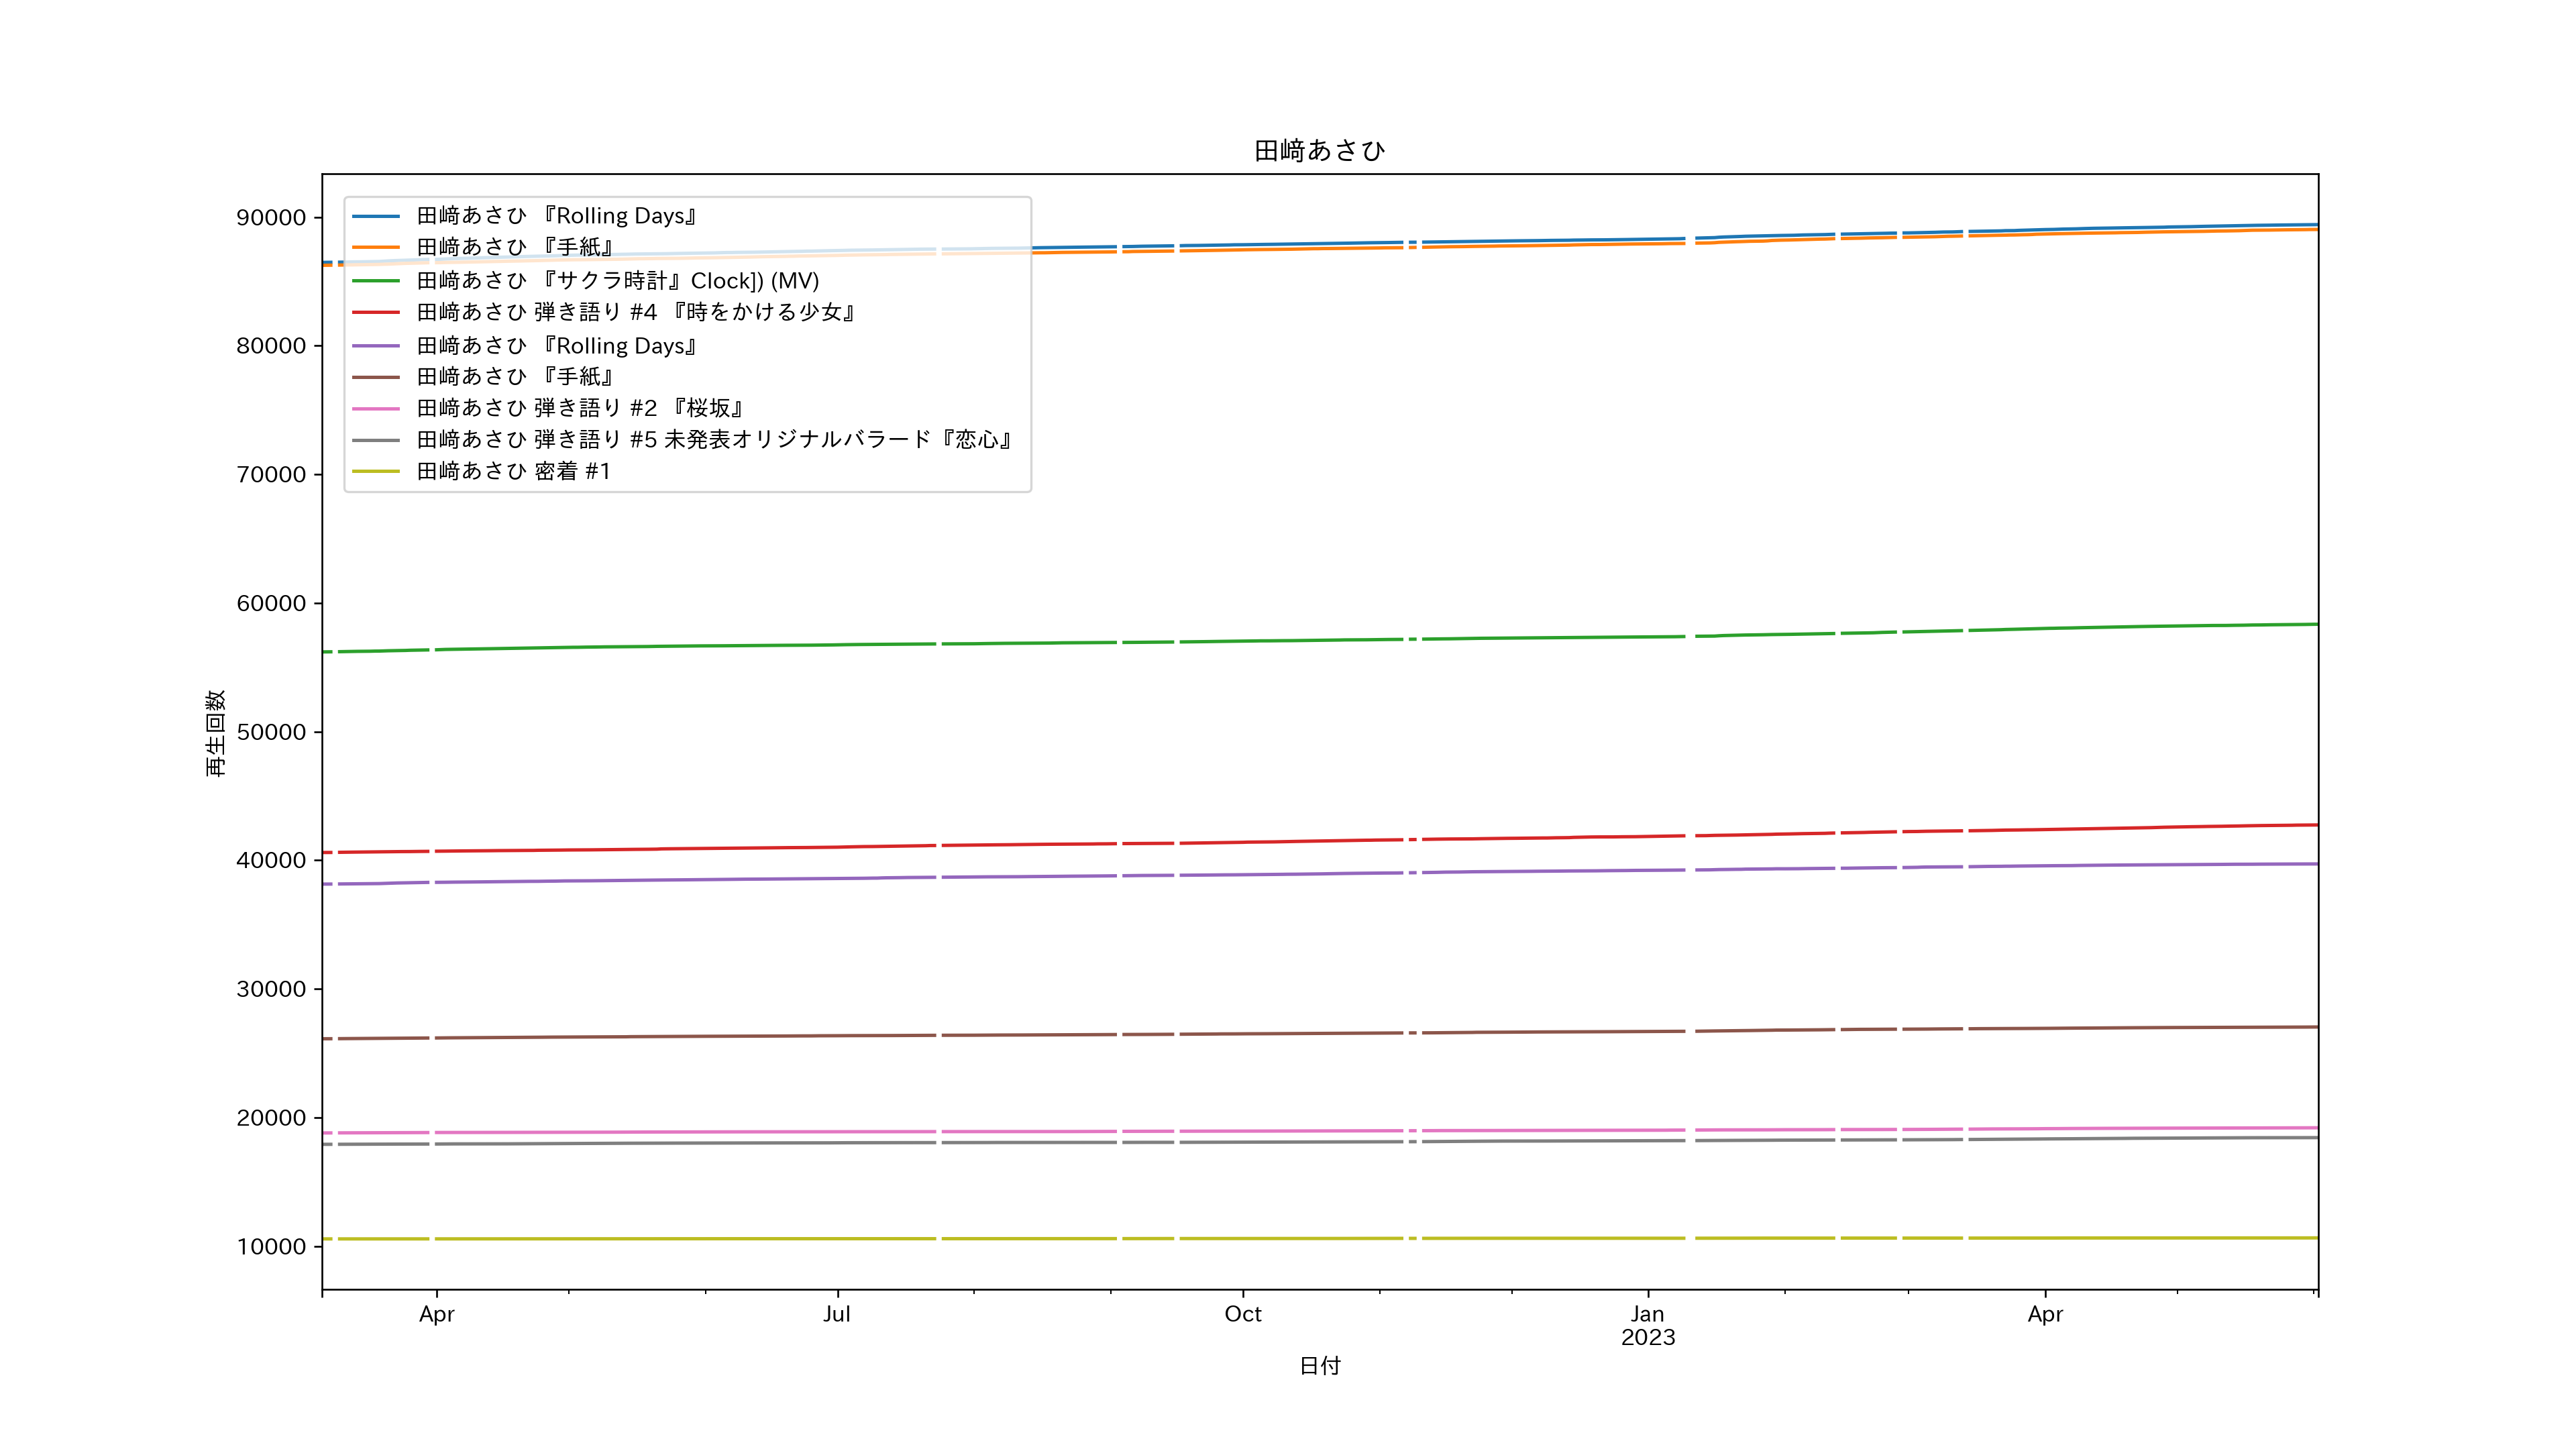 田﨑あさひ
90000
80000
70000
60000
50000
40000
30000
20000
10000
再生回数
田﨑あさひ 『Rolling Days』
田﨑あさひ 『手紙』
田﨑あさひ 『サクラ時計』Clock]) (MV)
田﨑あさひ 弾き語り #4 『時をかける少女』
田﨑あさひ 『Rolling Days』
田﨑あさひ 『手紙』
田﨑あさひ 弾き語り #2 『桜坂』
田﨑あさひ 弾き語り #5 未発表オリジナルバラード『恋心』
田﨑あさひ 密着 #1
Apr
Jul
Oct
Jan
2023
Apr
日付